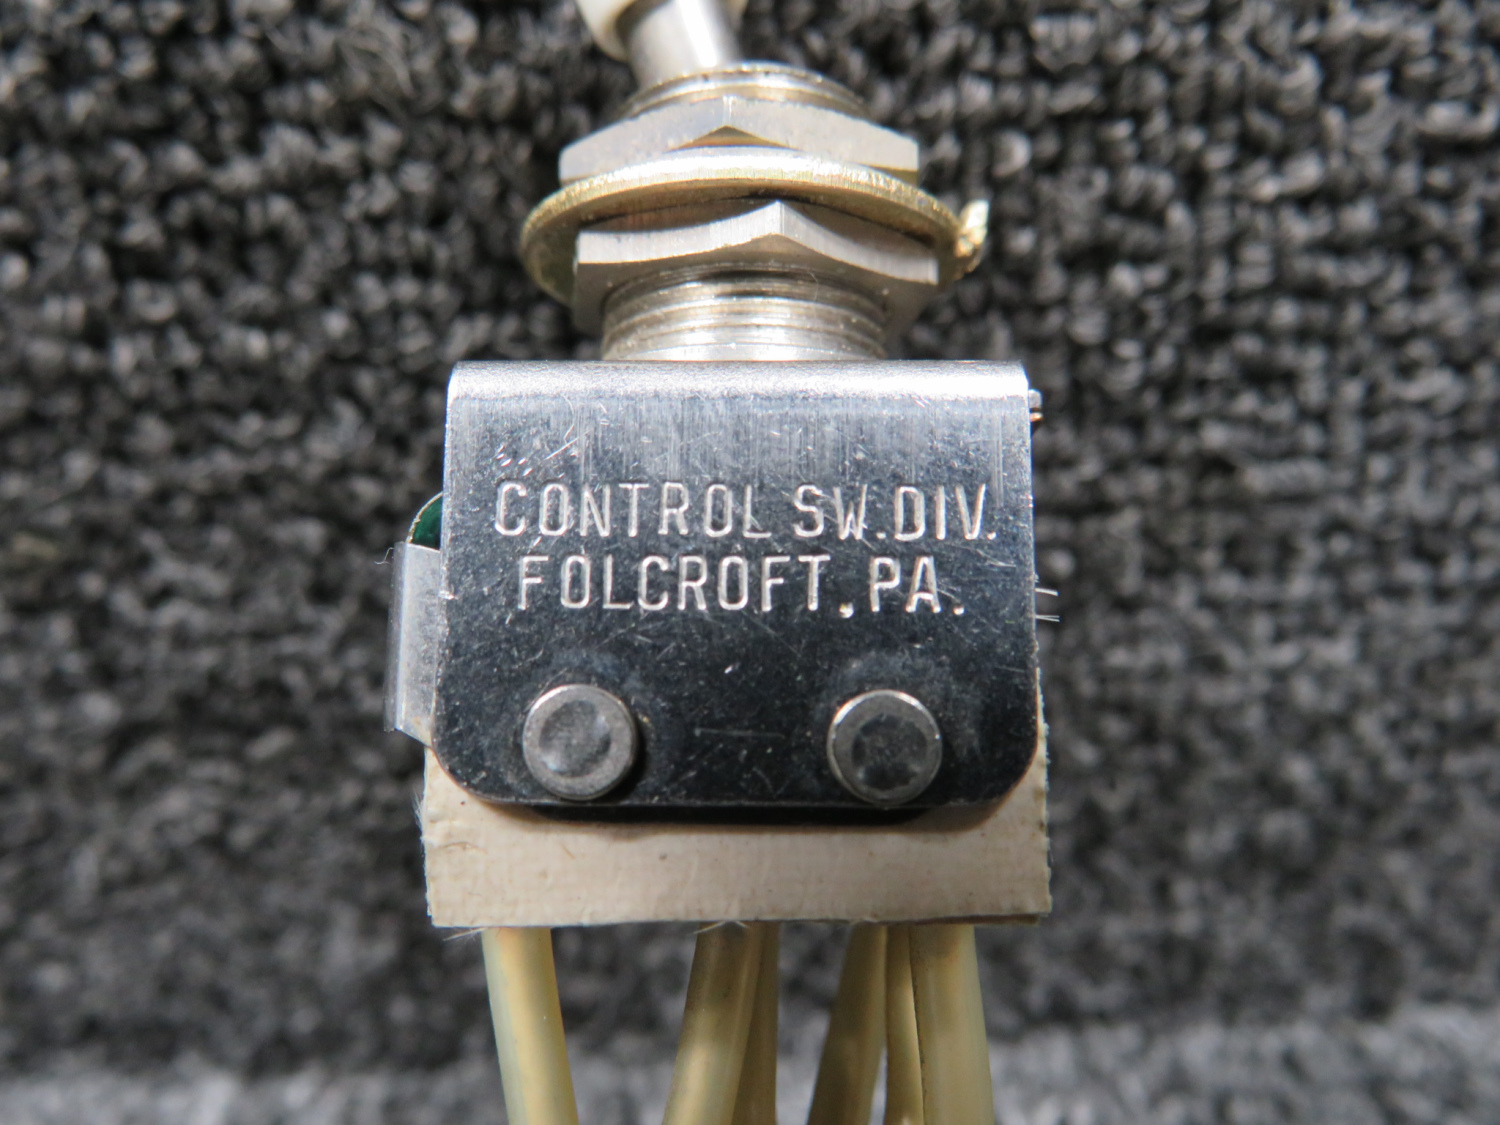 CONTROL SW. DIV.
FOLCROFT, PA.